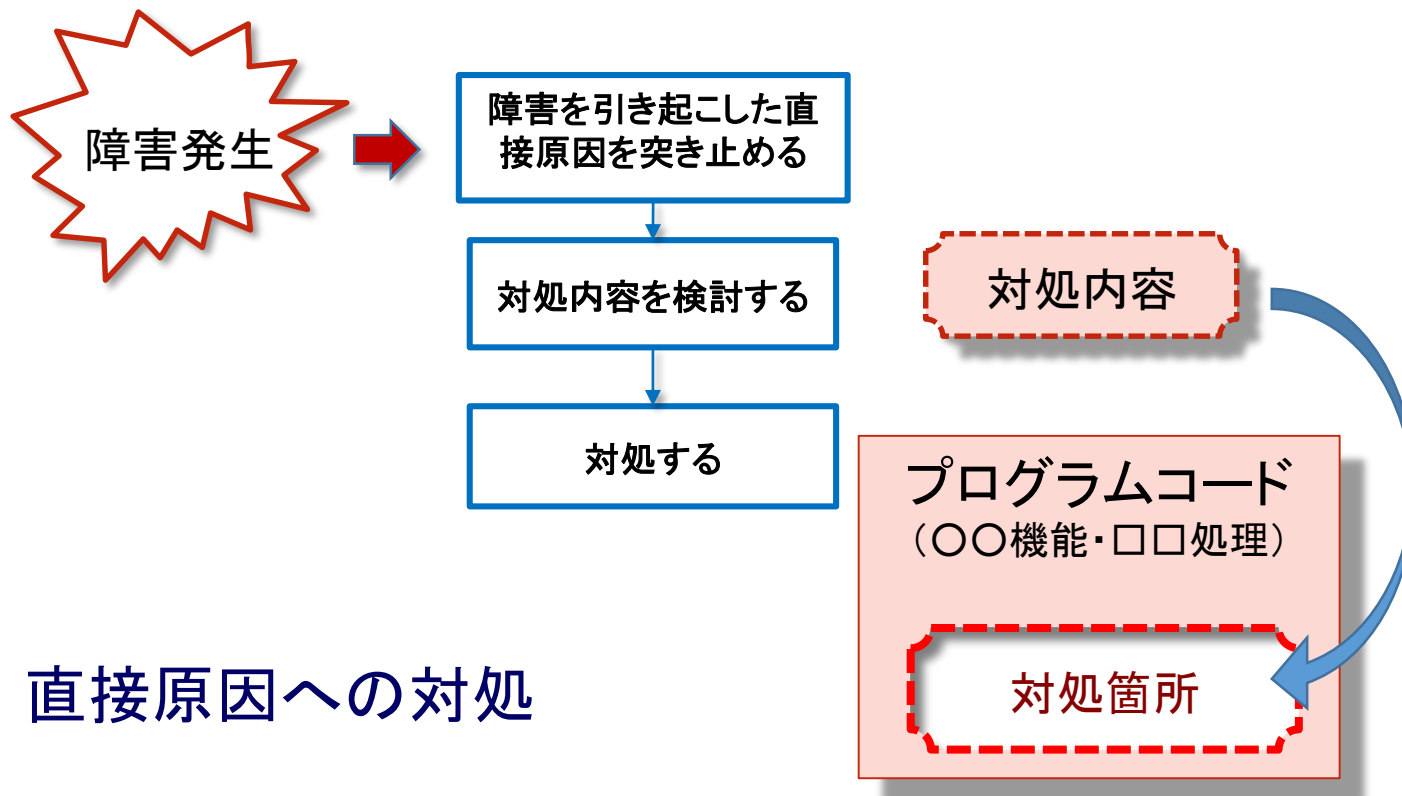 障害発生
障害を引き起こした直
接原因を突き止める
対処内容を検討する
対処する
対処内容
プログラムコード
（〇〇機能・□□処理）
対処箇所
直接原因への対処